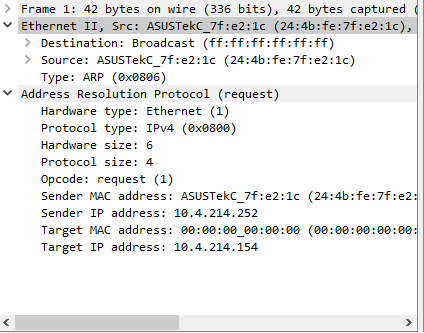 Frame 1: 42 bytes on wire (336 bits), 42 bytes captured (
Ethernet II, Src: ASUSTekC_7f:e2:1c (24:4b:fe:7f:e2:1c),
Destination: Broadcast (ff:ff:ff:ff:ff:ff)
Source: ASUSTekC_7f:e2:1c (24:4b:fe:7f:e2:1c)
Type: ARP (0x0806)
Address Resolution Protocol (request)
Hardware type: Ethernet (1)
Protocol type: IPv4 (0x0800)
Hardware size: 6
Protocol size: 4
Opcode: request (1)
Sender MAC address: ASUSTekC_7f:e2:1c (24:4b:fe:7f:e2:
Sender IP address: 10.4.214.252
Target MAC address: 00:00:00_00:00:00 (00:00:00:00:00:
Target IP address: 10.4.214.154